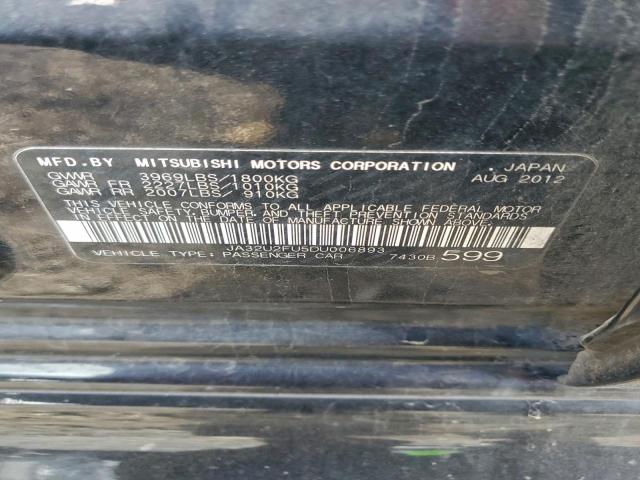 MFD.BY MITSUBISHI MOTORS CORPORATION JAPAN
GVWR 3969LBS/1800KG AUG 2012
GAWR FR 2227LBS/1010KG
GAWR RR 2007LBS/910KG
THIS VEHICLE CONFORMS TO ALL APPLICABLE FEDERAL MOTOR
VEHICLE SAFETY, BUMPER, AND THEFT PREVENTION STANDARDS IN
EFFECT ON THE DATE OF MANUFACTURE SHOWN ABOVE.
JA32U2FU5DU006893
VEHICLE TYPE: PASSENGER CAR 7430B 599